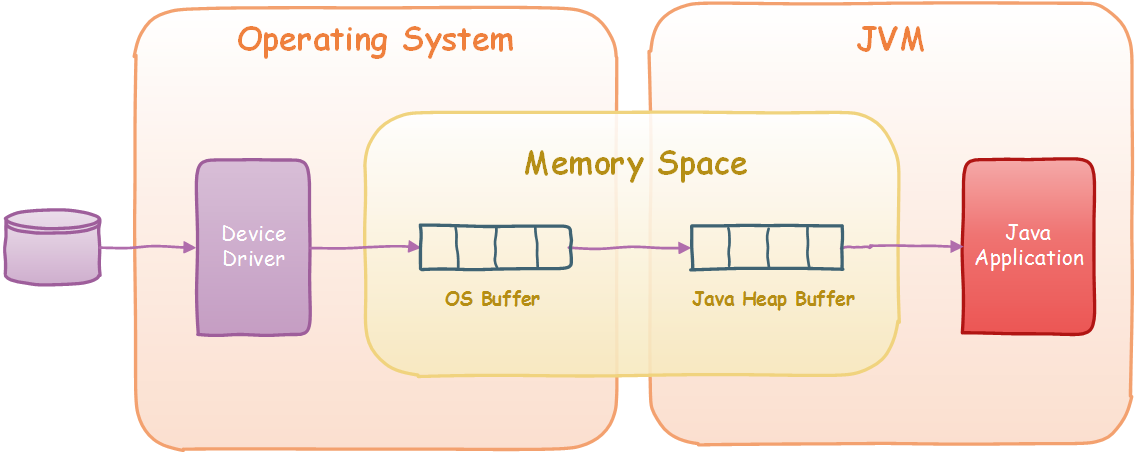 Operating System
JVM
Memory Space
Device
Driver
Java
Application
OS Buffer
Java Heap Buffer